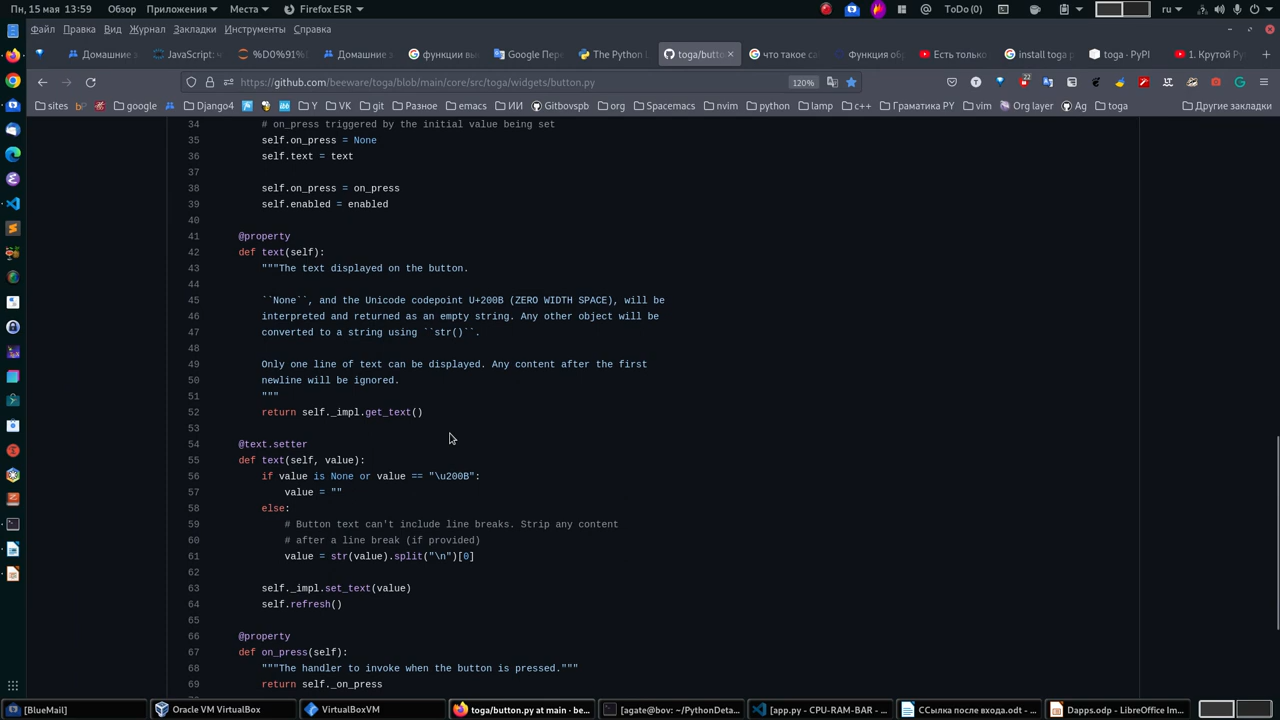 Пн, 15 мая 13:59 Обзор Приложения Места Firefox ESR ToDo(0) ru
Файл Правка Вид Журнал Закладки Инструменты Справка
Домашние з JavaScript: ч %D0%91% Домашние з функции вы Google Пере The Python toga/butto что такое са Функция об Есть только install toga p toga · PyPI 1. Крутой Ру
https://github.com/beeware/toga/blob/main/core/src/toga/widgets/button.py 120% 22
sites bP google Django4 Y VK git Разное emacs ИИ Gitbovspb org Spacemacs nvim python lamp c++ Граматика PY vim Org layer Ag toga Другие закладки
34 # on_press triggered by the initial value being set
35 self.on_press = None
36 self.text = text
37
38 self.on_press = on_press
39 self.enabled = enabled
40
41 @property
42 def text(self):
43 """The text displayed on the button.
44
45 ``None``, and the Unicode codepoint U+200B (ZERO WIDTH SPACE), will be
46 interpreted and returned as an empty string. Any other object will be
47 converted to a string using ``str()``.
48
49 Only one line of text can be displayed. Any content after the first
50 newline will be ignored.
51 """
52 return self._impl.get_text()
53
54 @text.setter
55 def text(self, value):
56 if value is None or value == "\u200B":
57 value = ""
58 else:
59 # Button text can't include line breaks. Strip any content
60 # after a line break (if provided)
61 value = str(value).split("\n")[0]
62
63 self._impl.set_text(value)
64 self.refresh()
65
66 @property
67 def on_press(self):
68 """The handler to invoke when the button is pressed."""
69 return self._on_press
[BlueMail] Oracle VM VirtualBox VirtualBoxVM toga/button.py at main · be... [agate@bov: ~/PythonDeta... [app.py - CPU-RAM-BAR - ... ССылка после входа.odt - ... Dapps.odp - LibreOffice Im...